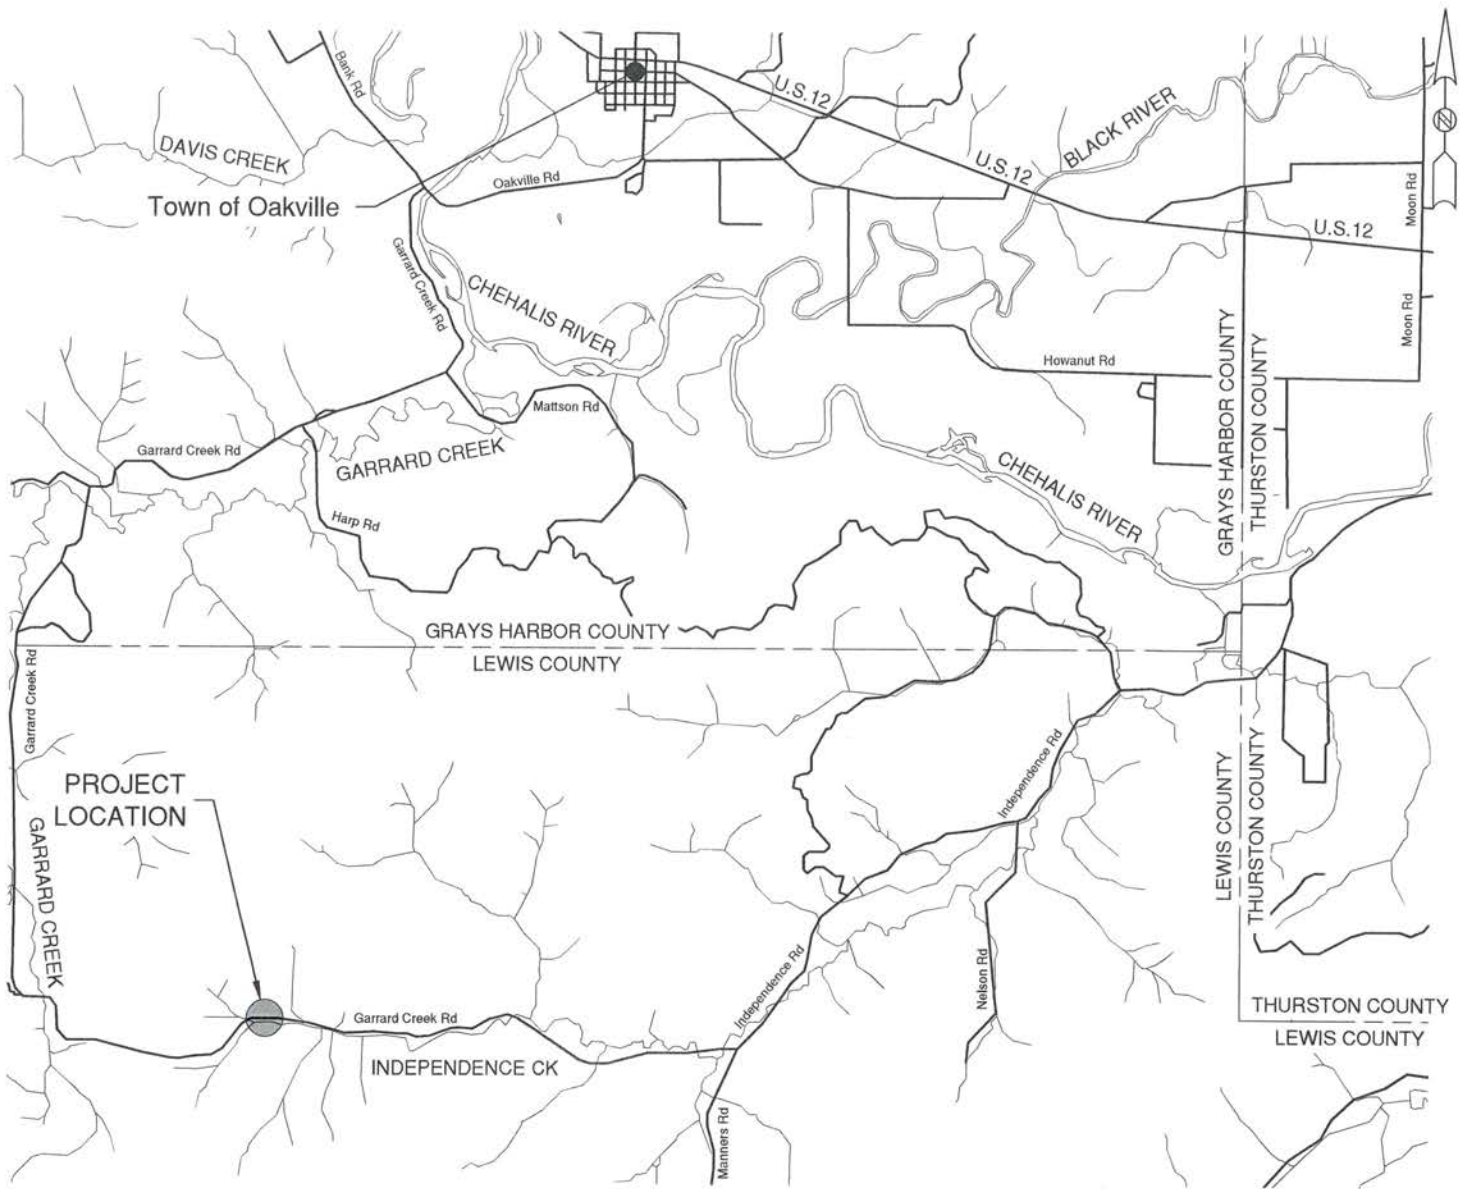 Bank Rd
U.S.12
BLACK RIVER
DAVIS CREEK
U.S.12
Oakville Rd
Town of Oakville
Moon Rd
U.S.12
N
Garrard Creek Rd
CHEHALIS RIVER
Moon Rd
Howanut Rd
GRAYS HARBOR COUNTY
THURSTON COUNTY
Mattson Rd
Garrard Creek Rd
GARRARD CREEK
CHEHALIS RIVER
Harp Rd
GRAYS HARBOR COUNTY
LEWIS COUNTY
Garrard Creek Rd
PROJECT
LOCATION
Independence Rd
LEWIS COUNTY
THURSTON COUNTY
GARRARD CREEK
Independence Rd
Nelson Rd
Garrard Creek Rd
INDEPENDENCE CK
THURSTON COUNTY
LEWIS COUNTY
Manners Rd